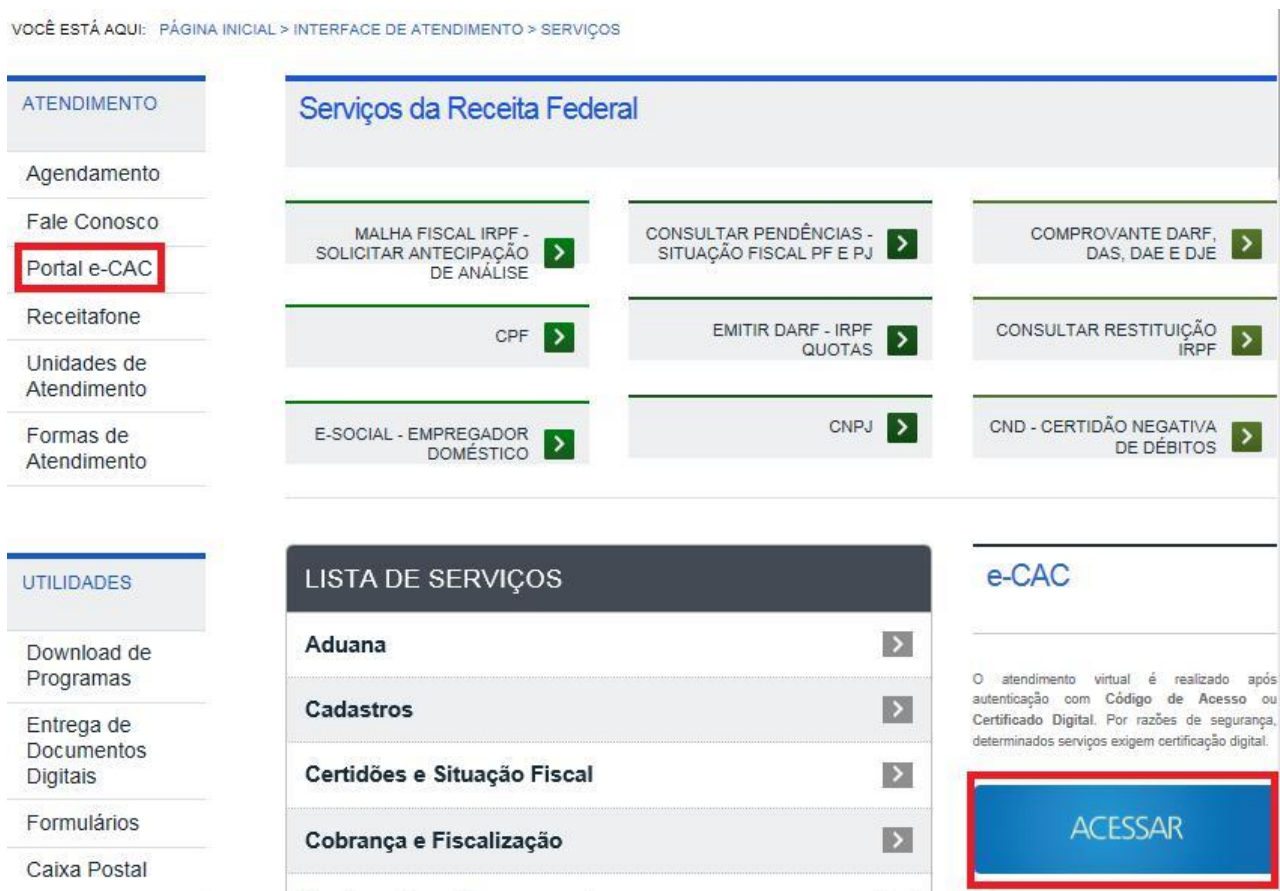 VOCÊ ESTÁ AQUI: PÁGINA INICIAL > INTERFACE DE ATENDIMENTO > SERVIÇOS
ATENDIMENTO
Agendamento
Fale Conosco
Portal e-CAC
Receitafone
Unidades de
Atendimento
Formas de
Atendimento
UTILIDADES
Download de
Programas
Entrega de
Documentos
Digitais
Formulários
Caixa Postal
Serviços da Receita Federal
MALHA FISCAL IRPF -
SOLICITAR ANTECIPAÇÃO
DE ANÁLISE
CONSULTAR PENDÊNCIAS -
SITUAÇÃO FISCAL PF E PJ
COMPROVANTE DARF,
DAS, DAE E DJE
CPF
EMITIR DARF - IRPF
QUOTAS
CONSULTAR RESTITUIÇÃO
IRPF
E-SOCIAL - EMPREGADOR
DOMÉSTICO
CNPJ
CND - CERTIDÃO NEGATIVA
DE DÉBITOS
LISTA DE SERVIÇOS
Aduana
Cadastros
Certidões e Situação Fiscal
Cobrança e Fiscalização
e-CAC
O atendimento virtual é realizado após
autenticação com Código de Acesso ou
Certificado Digital. Por razões de segurança,
determinados serviços exigem certificação digital.
ACESSAR